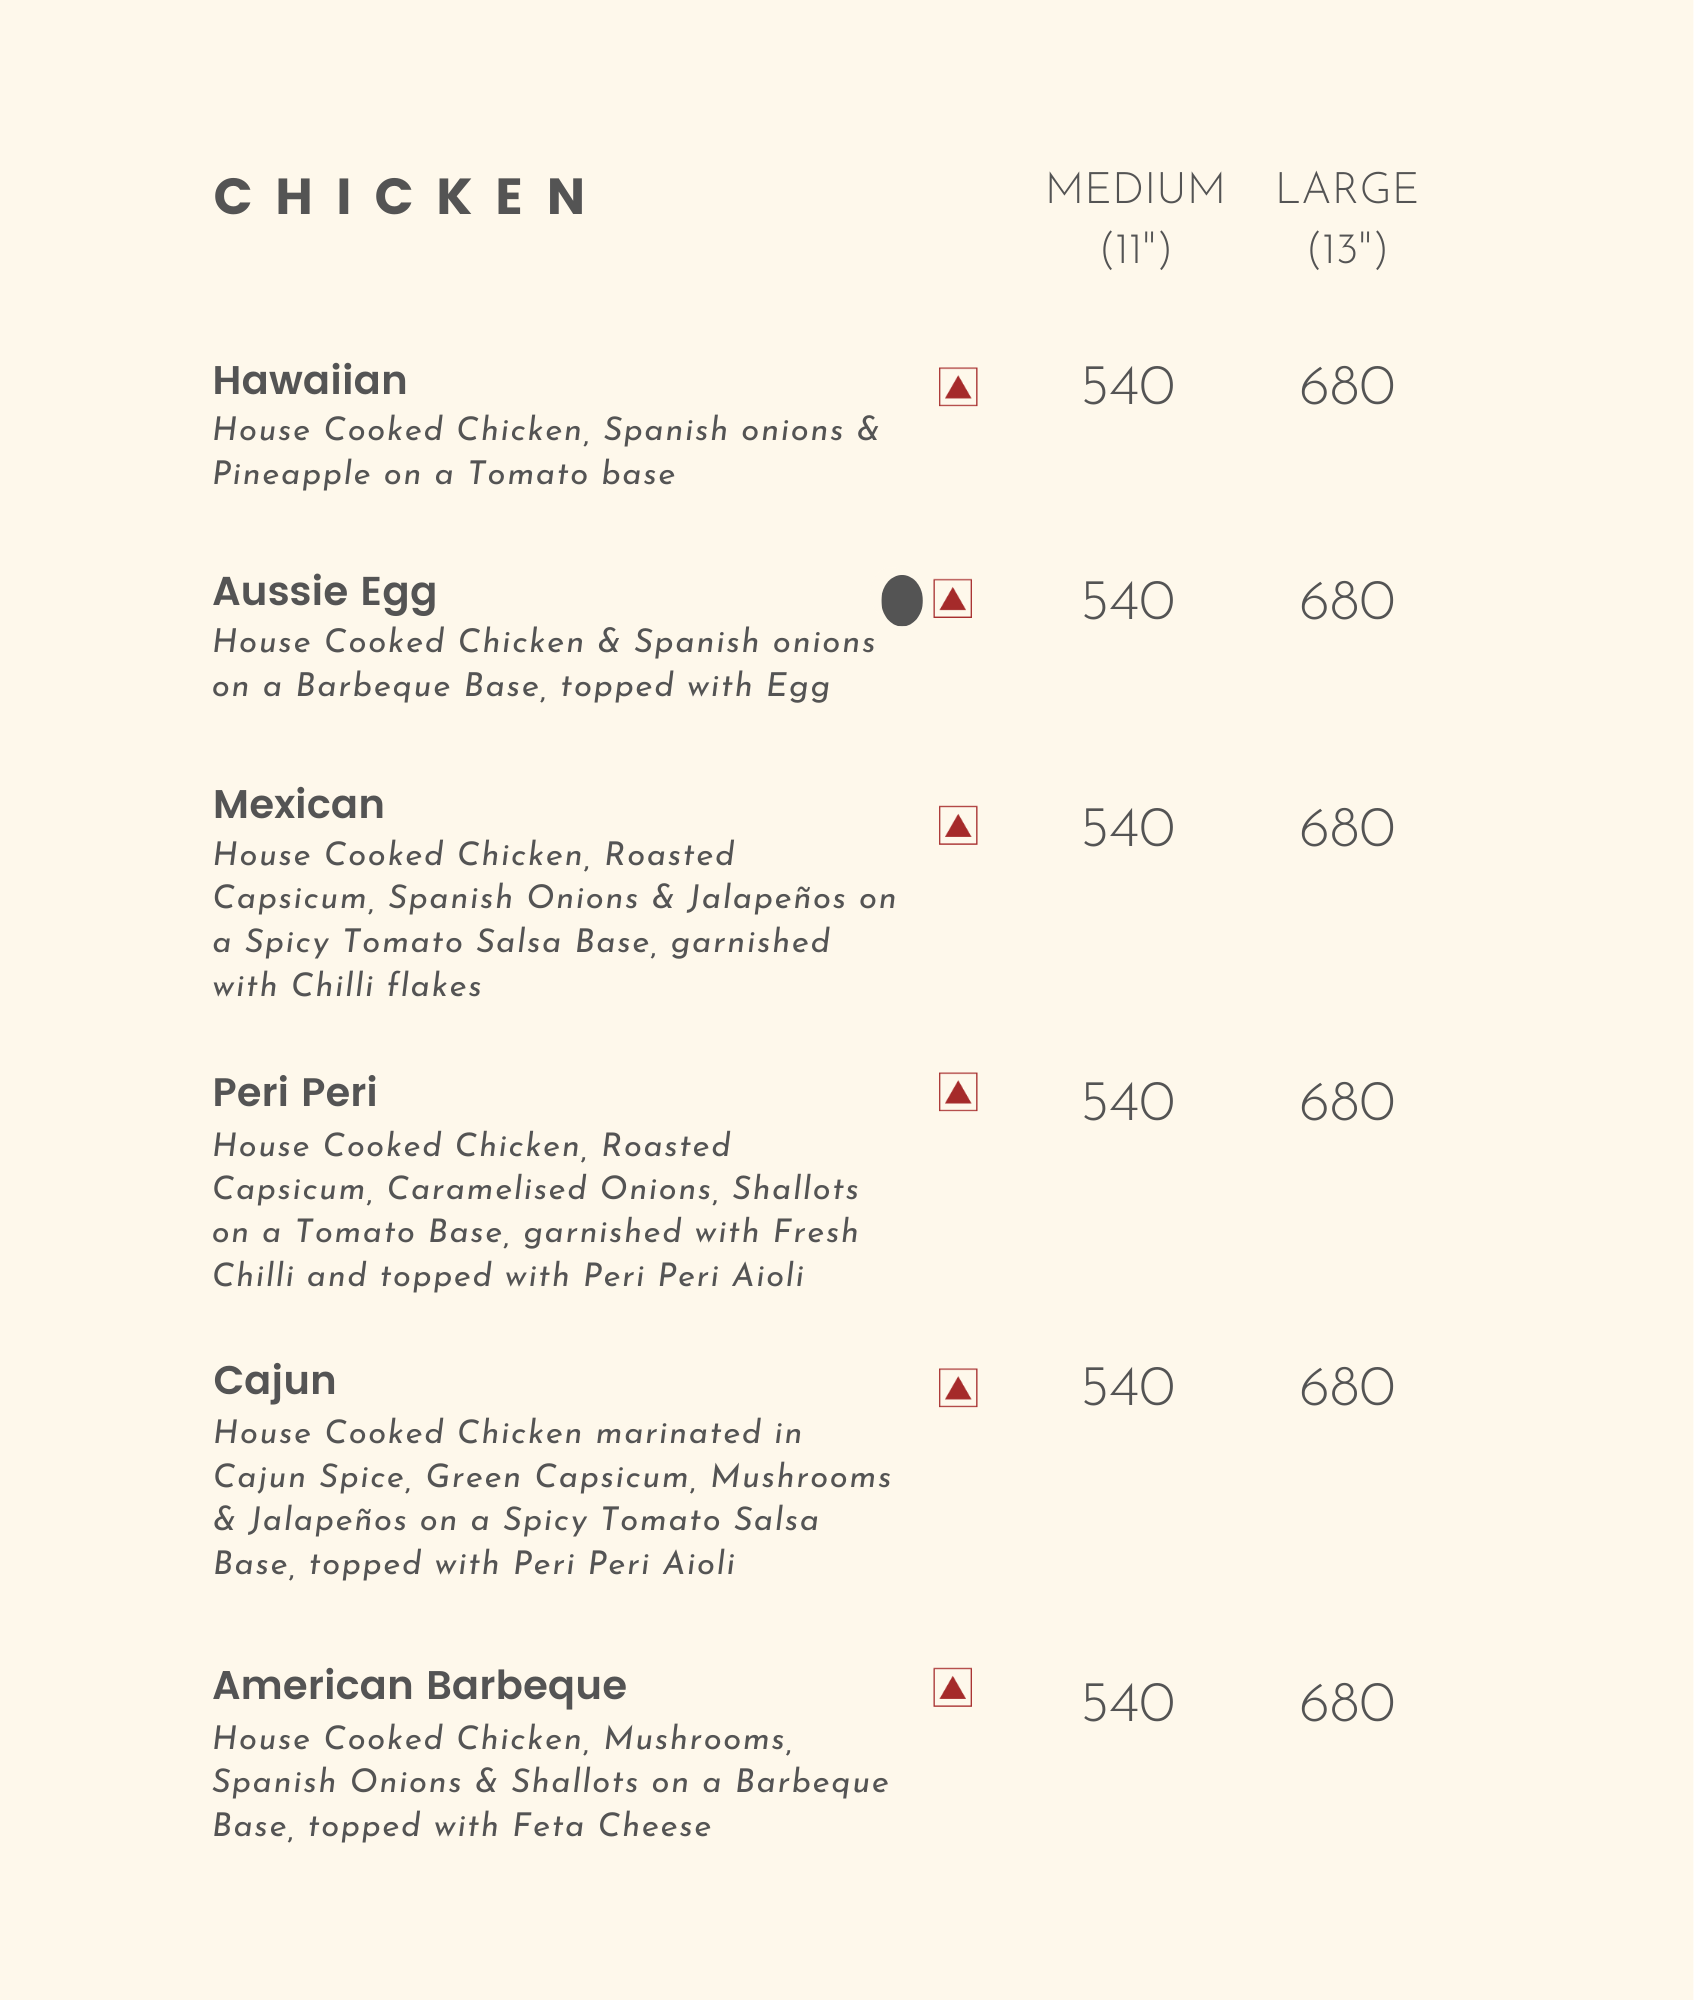 CHICKEN
MEDIUM LARGE
(11") (13")
Hawaiian 540 680
House Cooked Chicken, Spanish onions &
Pineapple on a Tomato base
Aussie Egg 540 680
House Cooked Chicken & Spanish onions
on a Barbeque Base, topped with Egg
Mexican 540 680
House Cooked Chicken, Roasted
Capsicum, Spanish Onions & Jalapeños on
a Spicy Tomato Salsa Base, garnished
with Chilli flakes
Peri Peri 540 680
House Cooked Chicken, Roasted
Capsicum, Caramelised Onions, Shallots
on a Tomato Base, garnished with Fresh
Chilli and topped with Peri Peri Aioli
Cajun 540 680
House Cooked Chicken marinated in
Cajun Spice, Green Capsicum, Mushrooms
& Jalapeños on a Spicy Tomato Salsa
Base, topped with Peri Peri Aioli
American Barbeque 540 680
House Cooked Chicken, Mushrooms,
Spanish Onions & Shallots on a Barbeque
Base, topped with Feta Cheese